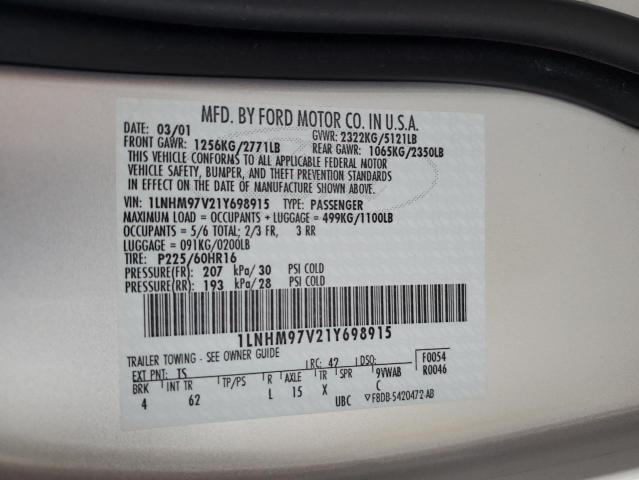 MFD. BY FORD MOTOR CO. IN U.S.A.
DATE: 03/01 GVWR: 2322KG/5121LB
FRONT GAWR: 1256KG/2771LB REAR GAWR: 1065KG/2350LB
THIS VEHICLE CONFORMS TO ALL APPLICABLE FEDERAL MOTOR
VEHICLE SAFETY, BUMPER, AND THEFT PREVENTION STANDARDS
IN EFFECT ON THE DATE OF MANUFACTURE SHOWN ABOVE.
VIN: 1LNHM97V21Y698915 TYPE: PASSENGER
MAXIMUM LOAD = OCCUPANTS + LUGGAGE = 499KG/1100LB
OCCUPANTS = 5/6 TOTAL; 2/3 FR, 3 RR
LUGGAGE = 091KG/0200LB
TIRE: P225/60HR16
PRESSURE(FR): 207 kPa/30 PSI COLD
PRESSURE(RR): 193 kPa/28 PSI COLD
1LNHM97V21Y698915
TRAILER TOWING - SEE OWNER GUIDE F0054
EXT PNT: TS RC: 42 DSO: R0046
BRK INT TR TP/PS R AXLE TR SPR 9VWAB
4 62 L 15 X C
UBC ▽F8DB-5420472-AB